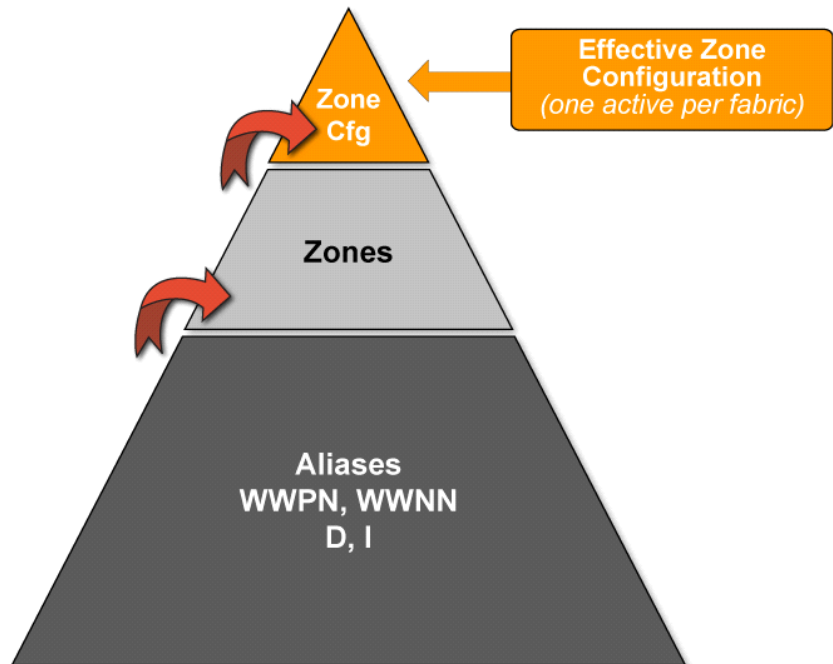 Effective Zone
Configuration
(one active per fabric)
Zone
Cfg
Zones
Aliases
WWPN, WWNN
D, I